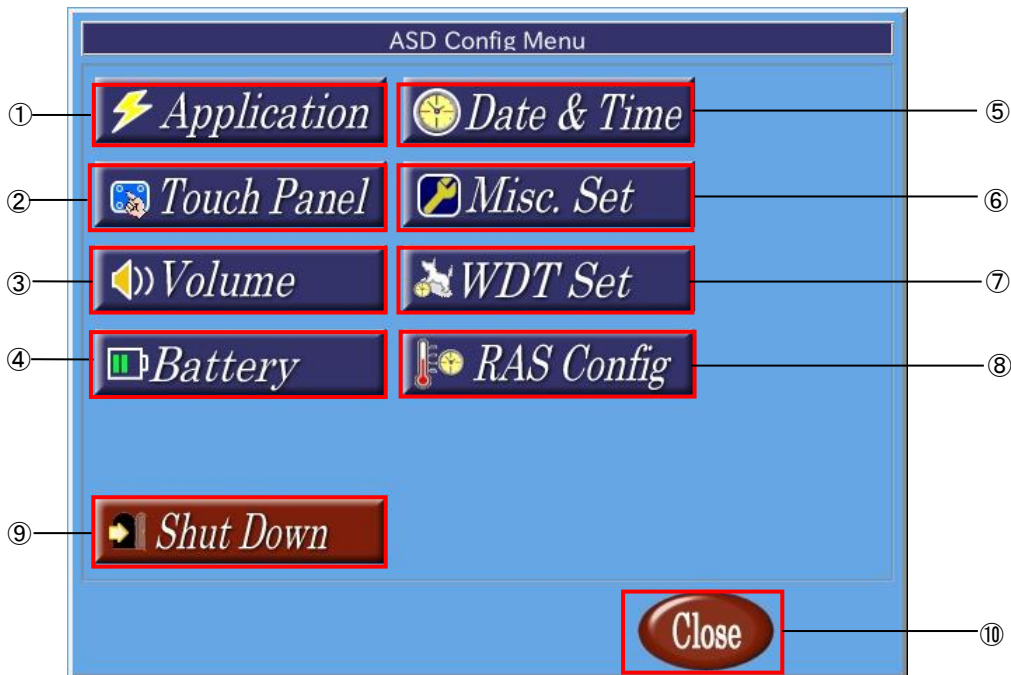 ASD Config Menu
① Application
⑤ Date & Time
② Touch Panel
⑥ Misc. Set
③ Volume
⑦ WDT Set
④ Battery
⑧ RAS Config
⑨ Shut Down
⑩ Close